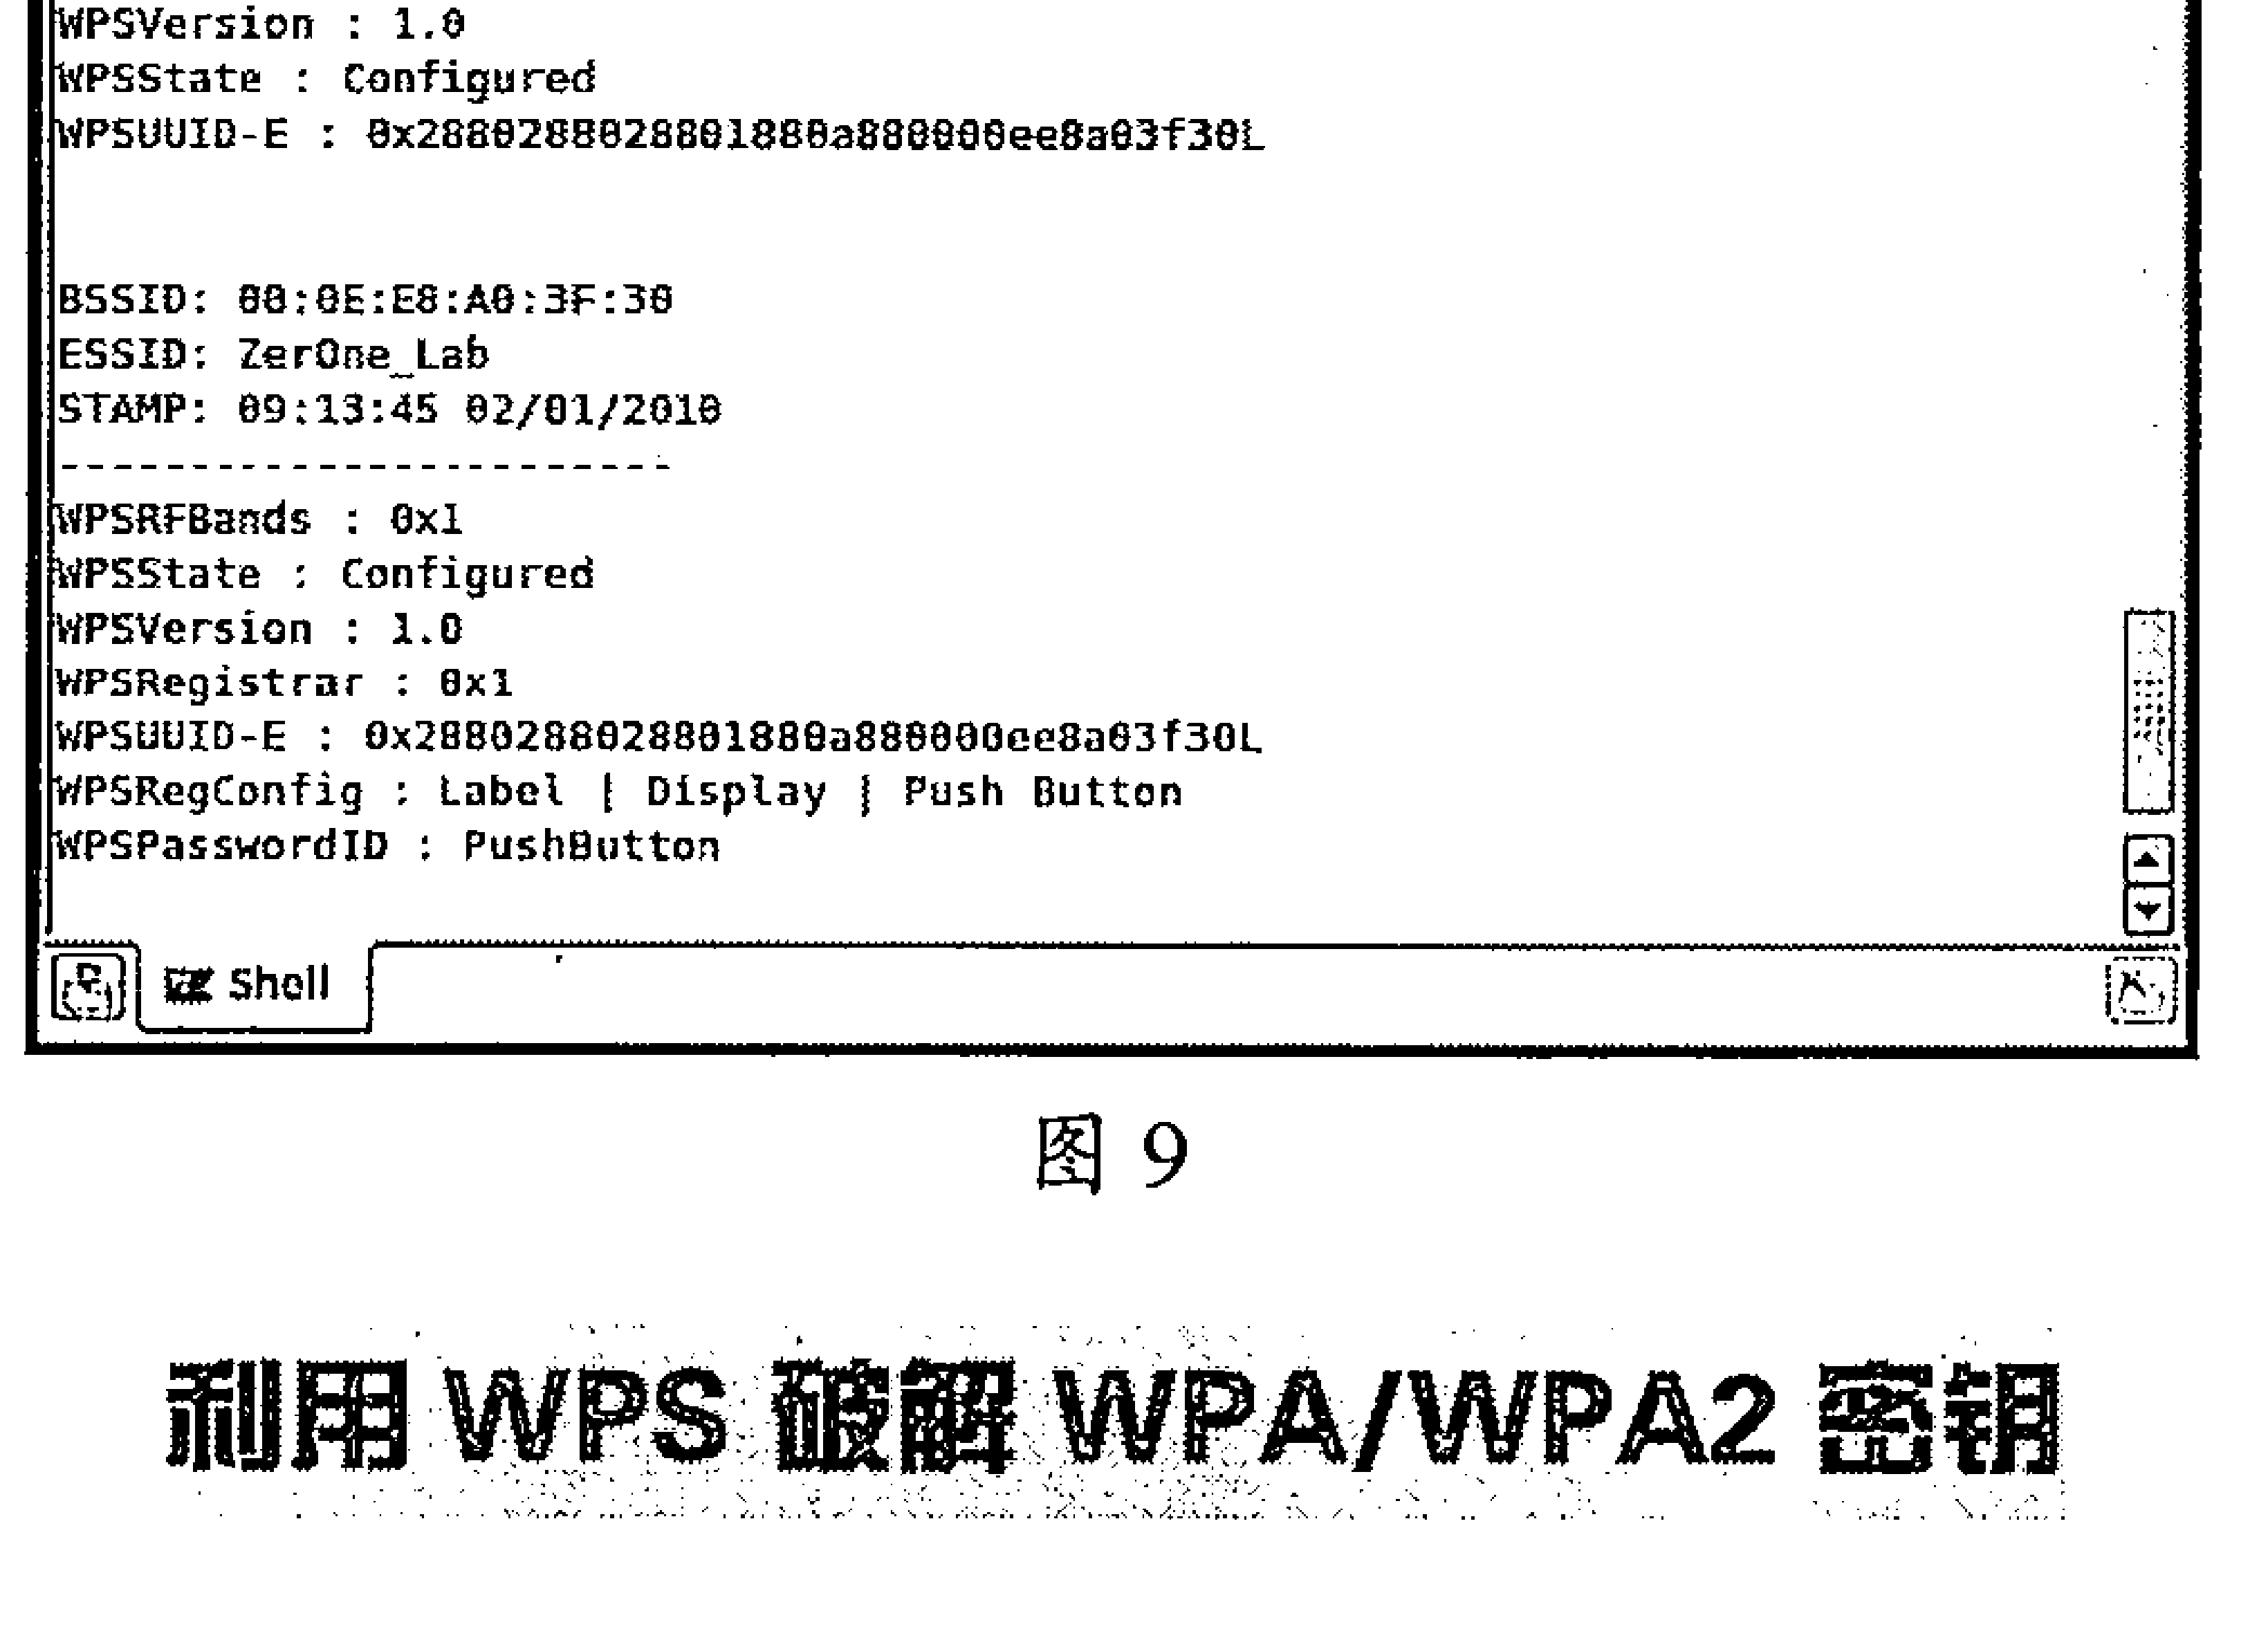 WPSVersion : 1.0
WPSState : Configured
WPSUUID-E : 0x2880288028801880a880000ee8a03f30L
BSSID: 00:0E:E8:A0:3F:30
ESSID: ZerOne_Lab
STAMP: 09:13:45 02/01/2010
------------------------
WPSRFBands : 0x1
WPSState : Configured
WPSVersion : 1.0
WPSRegistrar : 0x1
WPSUUID-E : 0x2880288028801880a880000ee8a03f30L
WPSRegConfig : Label | Display | Push Button
WPSPasswordID : PushButton
Shell
图 9
利用 WPS 破解 WPA/WPA2 密钥